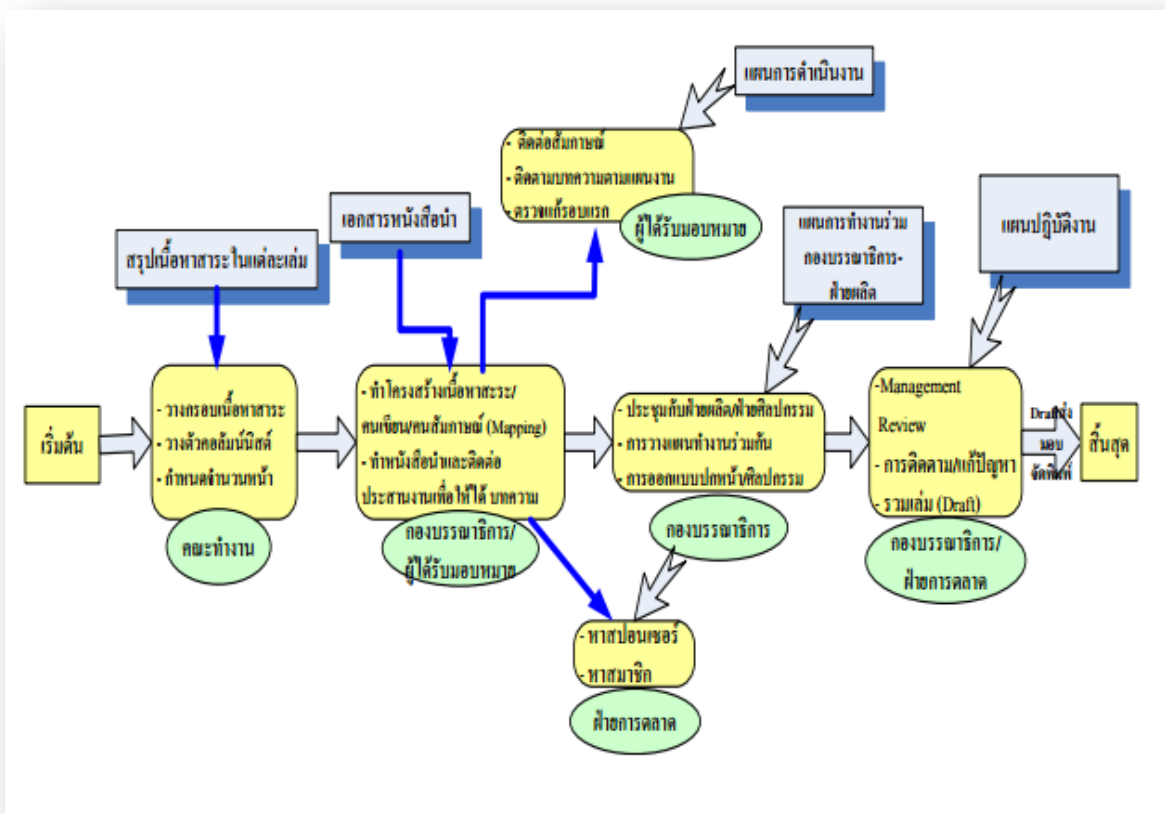 แผนการดำเนินงาน
- ติดต่อสัมภาษณ์
- ติดตามบทความตามแผนงาน
- ตรวจแก้รอบแรก
ผู้ได้รับมอบหมาย
เอกสารหนังสือนำ
สรุปเนื้อหาสาระในแต่ละเล่ม
แผนการทำงานร่วม
กองบรรณาธิการ-
ฝ่ายผลิต
แผนปฎิบัติงาน
เริ่มต้น
- วางกรอบเนื้อหาสาระ
- วางตัวคอลัมน์นิสต์
- กำหนดจำนวนหน้า
คณะทำงาน
- ทำโครงสร้างเนื้อหาสะระ/
คนเขียน/คนสัมภาษณ์ (Mapping)
- ทำหนังสือนำและติดต่อ
ประสานงานเพื่อให้ได้ บทความ
กองบรรณาธิการ/
ผู้ได้รับมอบหมาย
- ประชุมกับฝ่ายผลิต/ฝ่ายศิลปกรรม
- การวางแผนทำงานร่วมกัน
- การออกแบบปกหน้า/ศิลปกรรม
กองบรรณาธิการ
-Management
Review
- การติดตาม/แก้ปัญหา
- รวมเล่ม (Draft)
กองบรรณาธิการ/
ฝ่ายการตลาด
Draftส่ง
มอบ
จัดพิมพ์
สิ้นสุด
- หาสปอนเซอร์
- หาสมาชิก
ฝ่ายการตลาด